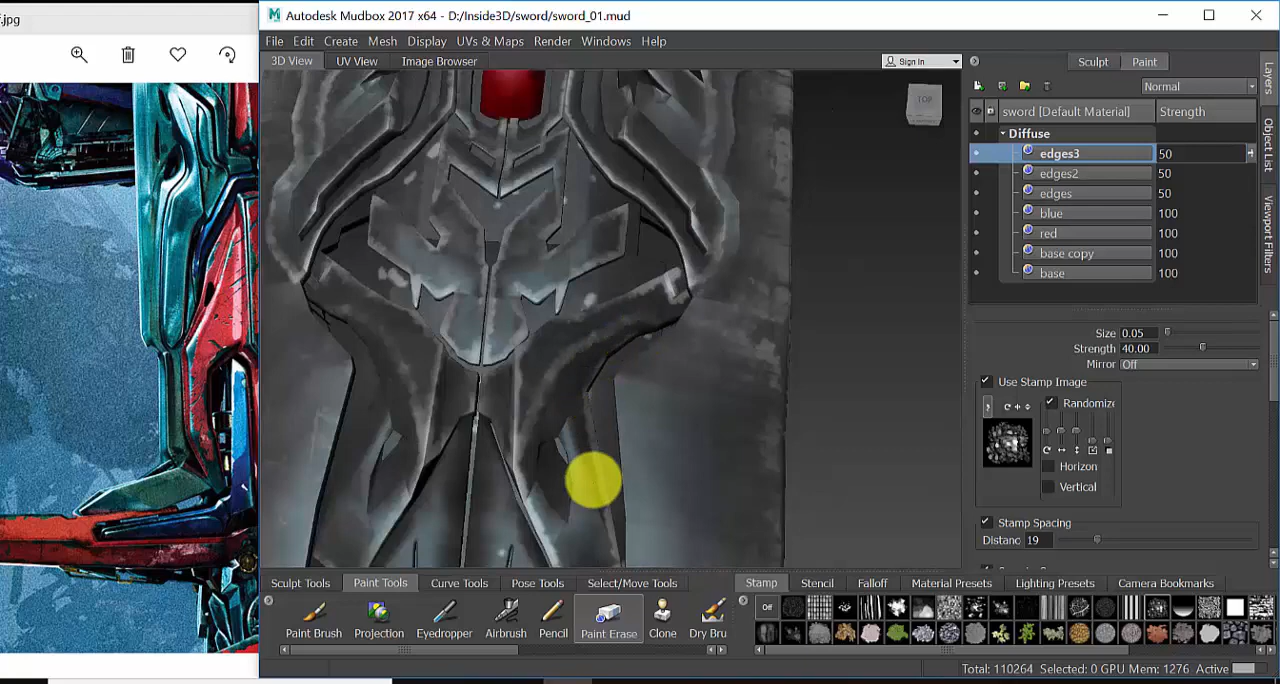 .jpg
Autodesk Mudbox 2017 x64 - D:/Inside3D/sword/sword_01.mud
File Edit Create Mesh Display UVs & Maps Render Windows Help
3D View UV View Image Browser Sign In Sculpt Paint
Layers
Object List
Viewport Filters
TOP
Normal
sword [Default Material] Strength
Diffuse
edges3 50
edges2 50
edges 50
blue 100
red 100
base copy 100
base 100
Size 0.05
Strength 40.00
Mirror Off
Use Stamp Image
Randomize
Horizon
Vertical
Stamp Spacing
Distanc 19
Sculpt Tools Paint Tools Curve Tools Pose Tools Select/Move Tools Stamp Stencil Falloff Material Presets Lighting Presets Camera Bookmarks
Off
Paint Brush Projection Eyedropper Airbrush Pencil Paint Erase Clone Dry Bru
Total: 110264 Selected: 0 GPU Mem: 1276 Active